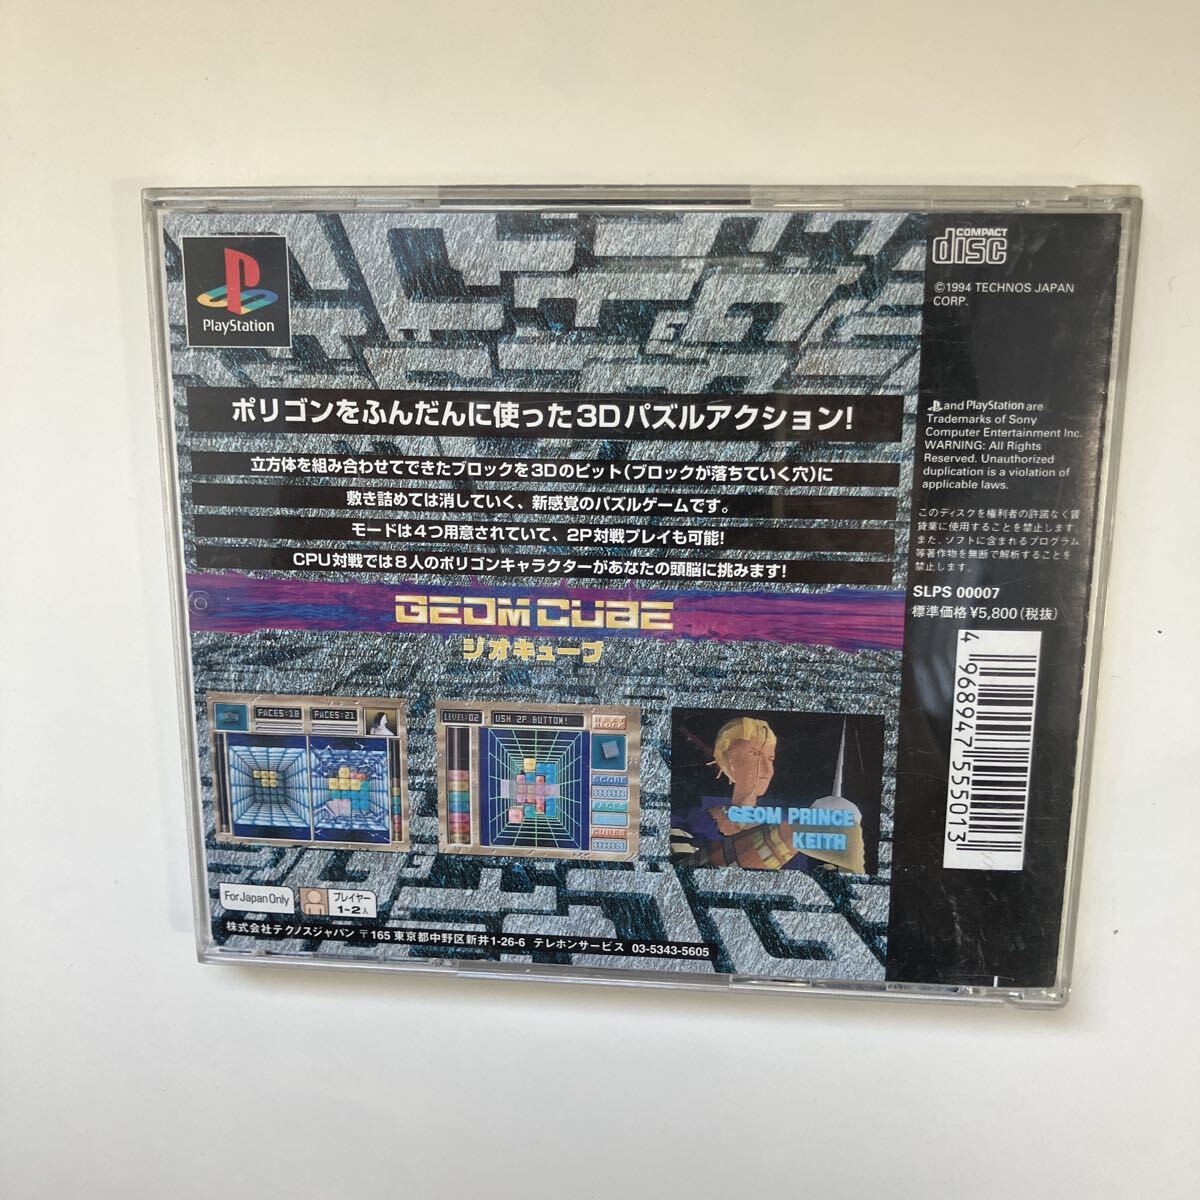 PlayStation
COMPACT
disc
©1994 TECHNOS JAPAN
CORP.
ポリゴンをふんだんに使った3Dパズルアクション!
立方体を組み合わせてできたブロックを3Dのピット(ブロックが落ちていく穴)に
敷き詰めては消していく、新感覚のパズルゲームです。
モードは4つ用意されていて、2P対戦プレイも可能!
CPU対戦では8人のポリゴンキャラクターがあなたの頭脳に挑みます!
and PlayStation are
Trademarks of Sony
Computer Entertainment Inc.
WARNING: All Rights
Reserved. Unauthorized
duplication is a violation of
applicable laws.
このディスクを権利者の許諾なく賃
貸業に使用することを禁止します。
また、ソフトに含まれるプログラム
等著作物を無断で解析することを
禁止します。
SLPS 00007
標準価格 ¥5,800(税抜)
4 968947 555013
GEOM CUBE
ジオキューブ
FACES:18 FACES:21
LEVEL:02 USH 2P BUTTON!
NEXT
BLOCK
SCORE
FACES
CUBES
GEOM PRINCE
KEITH
For Japan Only
プレイヤー
1~2人
株式会社テクノスジャパン 〒165 東京都中野区新井1-26-6 テレホンサービス 03-5343-5605